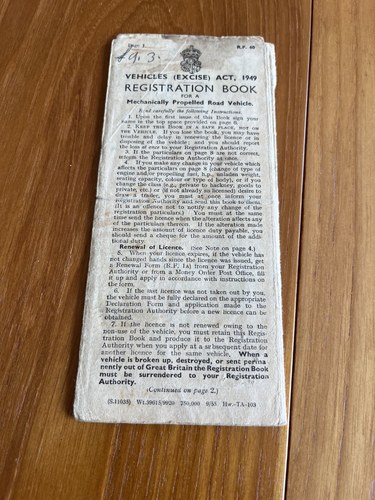 Page 1.
R.F. 60
19.3.
VEHICLES (EXCISE) ACT, 1949
REGISTRATION BOOK
FOR A
Mechanically Propelled Road Vehicle.
Read carefully the following Instructions.
1. Upon the first issue of this Book sign your
name in the top space provided on page 6.
2. KEEP THIS BOOK IN A SAFE PLACE, NOT ON
THE VEHICLE. If you lose the book, you may have
trouble and delay in renewing the licence or in
disposing of the vehicle; and you should report
the loss at once to your Registration Authority.
3. If the particulars on page 8 are not correct,
inform the Registration Authority at once.
4. If you make any change in your vehicle which
affects the particulars on page 8 (change of type of
engine and/or propelling fuel, h.p., unladen weight,
seating capacity, colour or type of body), or if you
change the class (e.g., private to hackney, goods to
private, etc.) or (if not already so licensed) desire to
draw a trailer, you must at once inform your
Registration Authority and send this book to them.
(It is an offence not to notify any change of the
registration particulars.) You must at the same
time send the licence when the alteration affects any
of the particulars thereon. If the alteration made
increases the amount of licence duty payable, you
should send a cheque for the amount of the addi-
tional duty.
Renewal of Licence. (See Note on page 4.)
5. When your licence expires, if the vehicle has
not changed hands since the licence was issued, get
a Renewal Form (R.F. 1A) from your Registration
Authority or from a Money Order Post Office, fill
it up and apply in accordance with instructions on
the form.
6. If the last licence was not taken out by you,
the vehicle must be fully declared on the appropriate
Declaration Form and application made to the
Registration Authority before a new licence can be
obtained.
7. If the licence is not renewed owing to the
non-use of the vehicle, you must retain this Regis-
tration Book and produce it to the Registration
Authority when you apply at a subsequent date for
another licence for the same vehicle. When a
vehicle is broken up, destroyed, or sent perma-
nently out of Great Britain the Registration Book
must be surrendered to your Registration
Authority.
(Continued on page 2.)
250,000 9/55 Hw.-TA-103